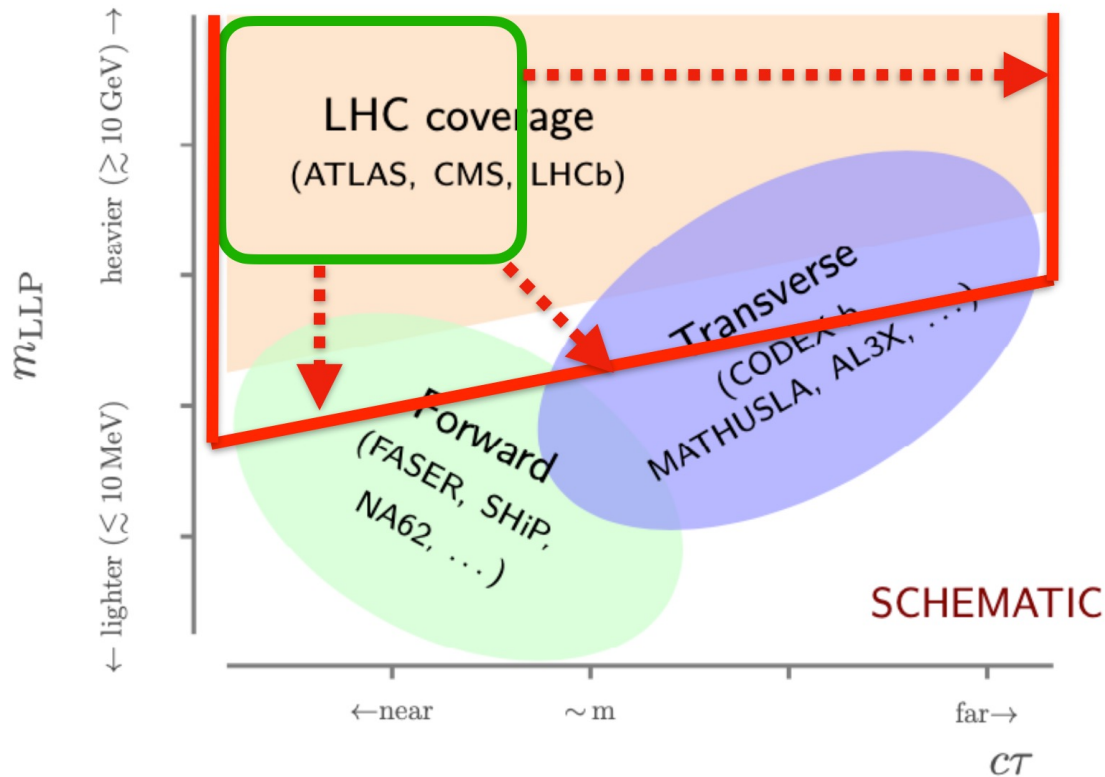 ← lighter (≲ 10 MeV)    heavier (≳ 10 GeV) →
m_LLP
LHC coverage
(ATLAS, CMS, LHCb)
Transverse
(CODEX-b,
MATHUSLA, AL3X, ...)
Forward
(FASER, SHiP,
NA62, ...)
SCHEMATIC
←near    ∼m    far→
cτ